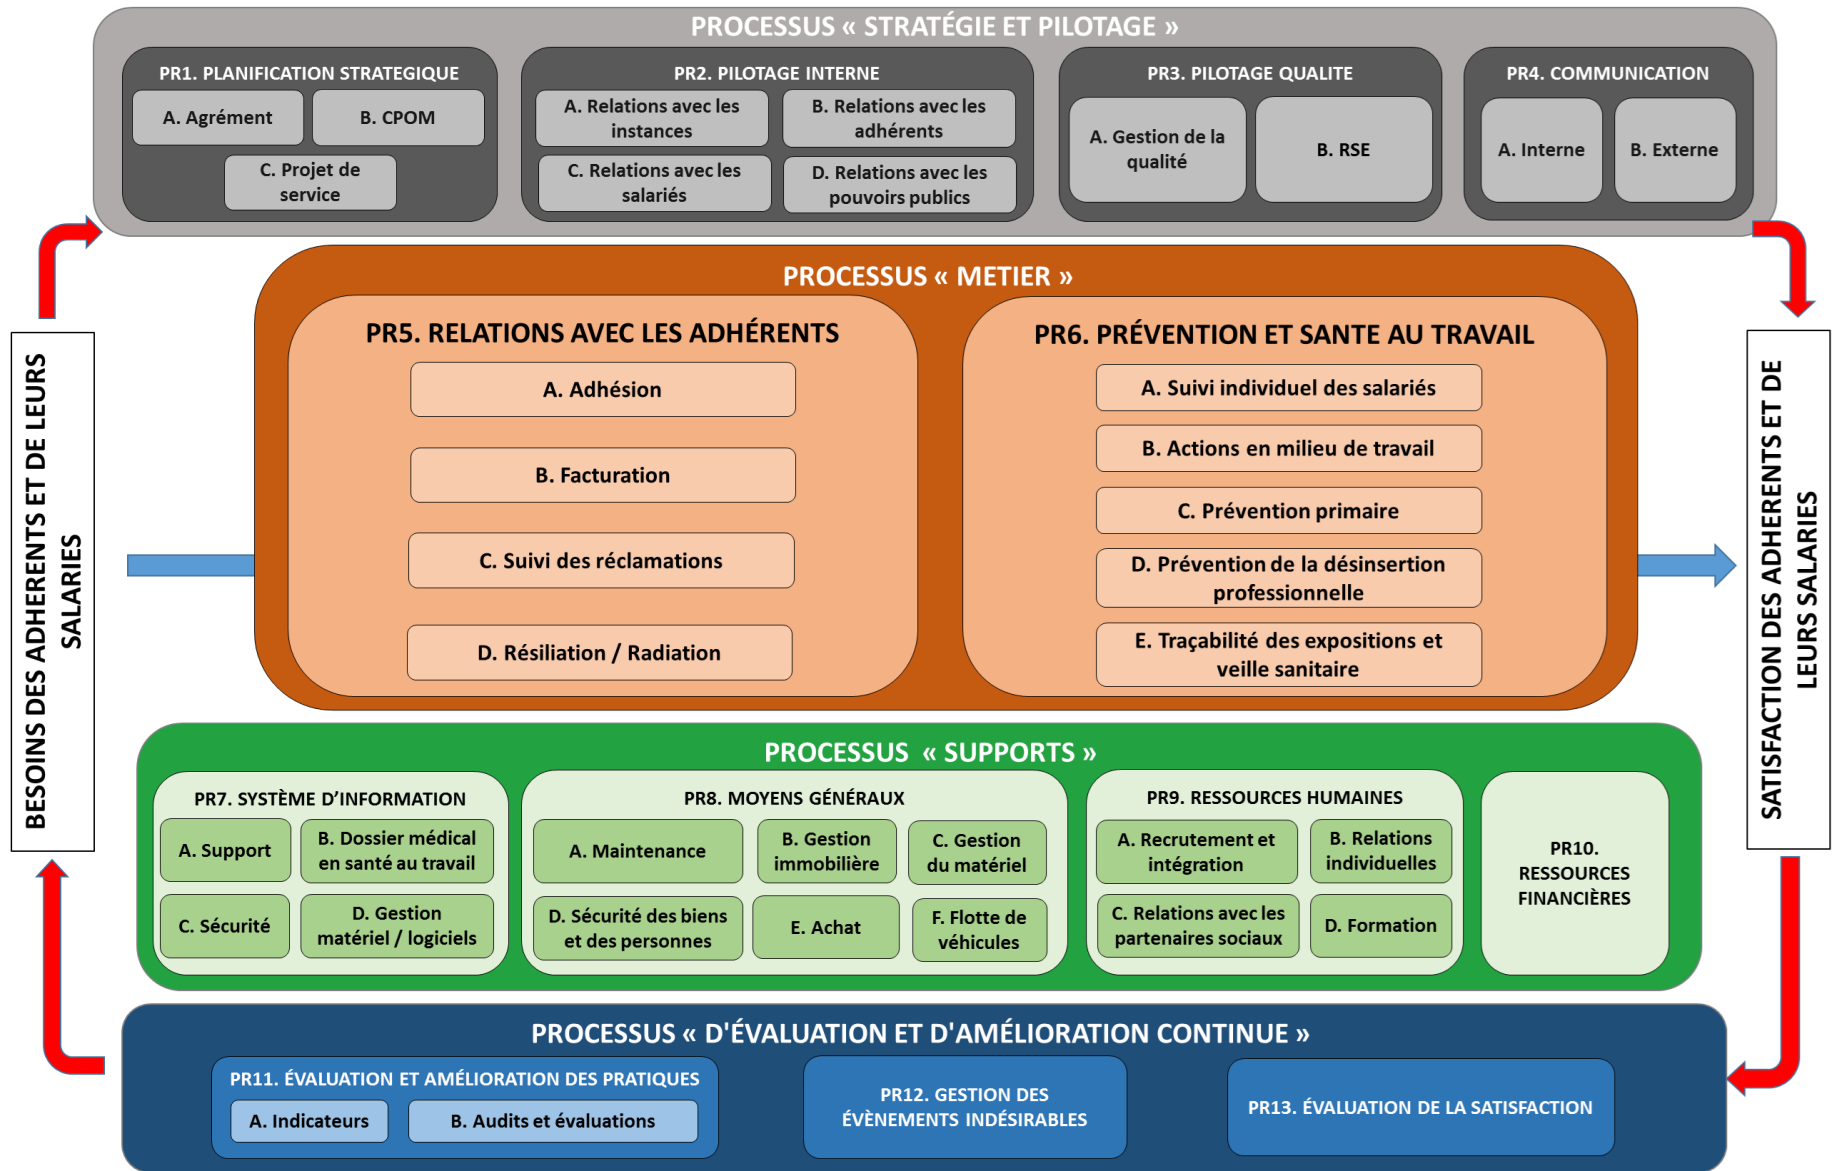 PROCESSUS « STRATÉGIE ET PILOTAGE »
PR1. PLANIFICATION STRATEGIQUE
A. Agrément
B. CPOM
C. Projet de
service
PR2. PILOTAGE INTERNE
A. Relations avec les
instances
B. Relations avec les
adhérents
C. Relations avec les
salariés
D. Relations avec les
pouvoirs publics
PR3. PILOTAGE QUALITE
A. Gestion de la
qualité
B. RSE
PR4. COMMUNICATION
A. Interne
B. Externe
BESOINS DES ADHERENTS ET DE LEURS
SALARIES
PROCESSUS « METIER »
PR5. RELATIONS AVEC LES ADHÉRENTS
A. Adhésion
B. Facturation
C. Suivi des réclamations
D. Résiliation / Radiation
PR6. PRÉVENTION ET SANTE AU TRAVAIL
A. Suivi individuel des salariés
B. Actions en milieu de travail
C. Prévention primaire
D. Prévention de la désinsertion
professionnelle
E. Traçabilité des expositions et
veille sanitaire
SATISFACTION DES ADHERENTS ET DE
LEURS SALARIES
PROCESSUS « SUPPORTS »
PR7. SYSTÈME D’INFORMATION
A. Support
B. Dossier médical
en santé au travail
C. Sécurité
D. Gestion
matériel / logiciels
PR8. MOYENS GÉNÉRAUX
A. Maintenance
B. Gestion
immobilière
C. Gestion
du matériel
D. Sécurité des biens
et des personnes
E. Achat
F. Flotte de
véhicules
PR9. RESSOURCES HUMAINES
A. Recrutement et
intégration
B. Relations
individuelles
C. Relations avec les
partenaires sociaux
D. Formation
PR10.
RESSOURCES
FINANCIÈRES
PROCESSUS « D'ÉVALUATION ET D'AMÉLIORATION CONTINUE »
PR11. ÉVALUATION ET AMÉLIORATION DES PRATIQUES
A. Indicateurs
B. Audits et évaluations
PR12. GESTION DES
ÉVÈNEMENTS INDÉSIRABLES
PR13. ÉVALUATION DE LA SATISFACTION